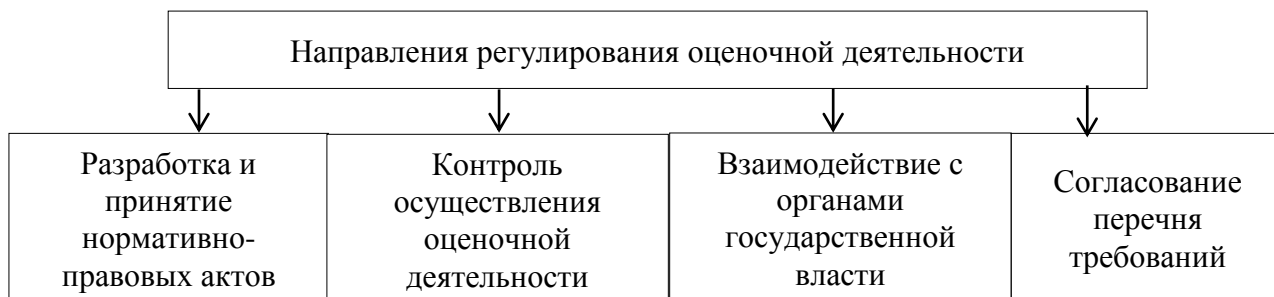 Направления регулирования оценочной деятельности
Разработка и
принятие
нормативно-
правовых актов
Контроль
осуществления
оценочной
деятельности
Взаимодействие с
органами
государственной
власти
Согласование
перечня
требований